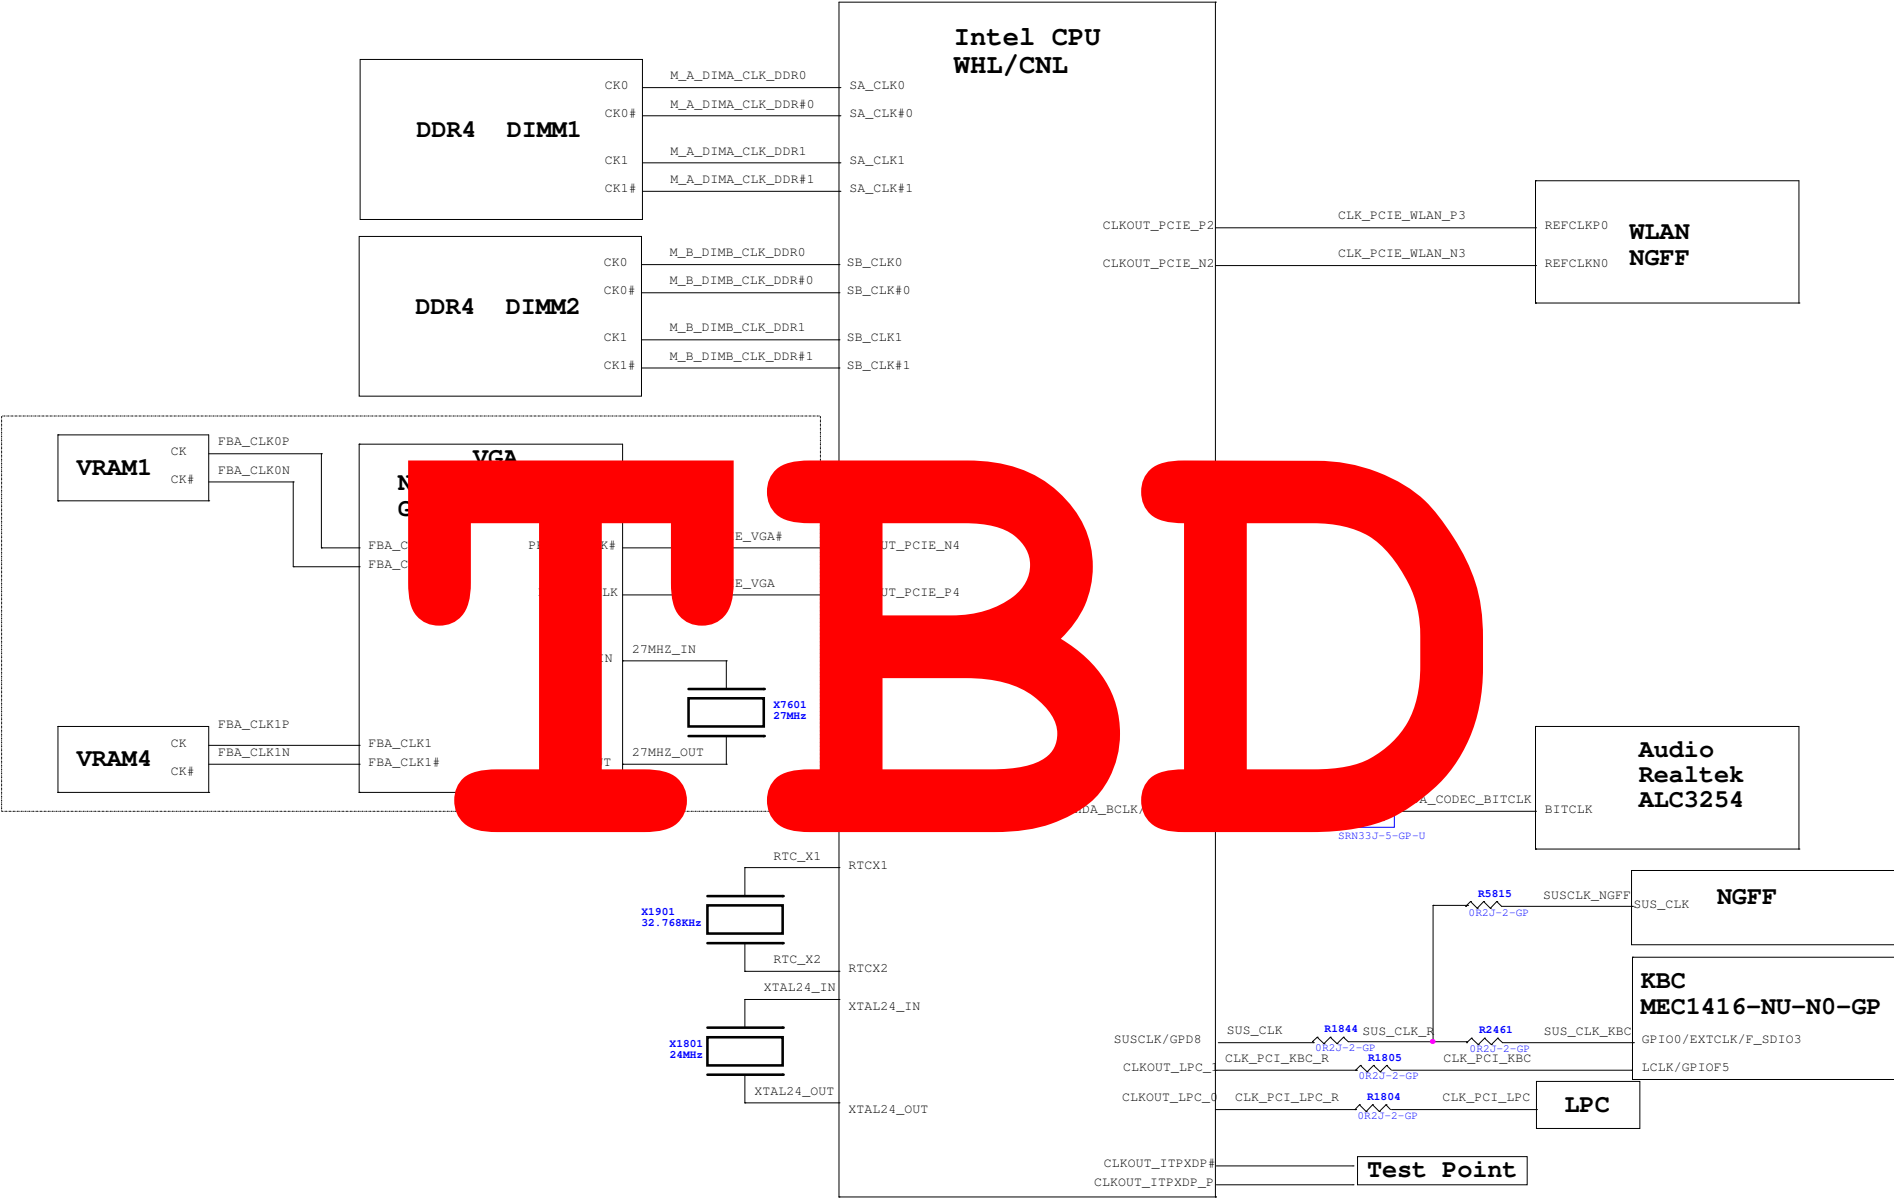 Intel CPU
WHL/CNL
DDR4 DIMM1
CK0
M_A_DIMA_CLK_DDR0
SA_CLK0
CK0#
M_A_DIMA_CLK_DDR#0
SA_CLK#0
CK1
M_A_DIMA_CLK_DDR1
SA_CLK1
CK1#
M_A_DIMA_CLK_DDR#1
SA_CLK#1
CLKOUT_PCIE_P2
CLK_PCIE_WLAN_P3
REFCLKP0
CLKOUT_PCIE_N2
CLK_PCIE_WLAN_N3
REFCLKN0
WLAN
NGFF
DDR4 DIMM2
CK0
M_B_DIMB_CLK_DDR0
SB_CLK0
CK0#
M_B_DIMB_CLK_DDR#0
SB_CLK#0
CK1
M_B_DIMB_CLK_DDR1
SB_CLK1
CK1#
M_B_DIMB_CLK_DDR#1
SB_CLK#1
VRAM1
CK
FBA_CLK0P
CK#
FBA_CLK0N
VGA
TBD
E_VGA#
UT_PCIE_N4
E_VGA
UT_PCIE_P4
27MHZ_IN
X7601
27MHz
27MHZ_OUT
VRAM4
CK
FBA_CLK1P
FBA_CLK1
CK#
FBA_CLK1N
FBA_CLK1#
DA_BCLK/
A_CODEC_BITCLK
BITCLK
SRN33J-5-GP-U
Audio
Realtek
ALC3254
RTC_X1
RTCX1
X1901
32.768KHz
RTC_X2
RTCX2
XTAL24_IN
XTAL24_IN
X1801
24MHz
XTAL24_OUT
XTAL24_OUT
R5815
0R2J-2-GP
SUSCLK_NGFF
SUS_CLK
NGFF
KBC
MEC1416-NU-N0-GP
SUSCLK/GPD8
SUS_CLK
R1844
0R2J-2-GP
SUS_CLK_R
R2461
0R2J-2-GP
SUS_CLK_KBC
GPIO0/EXTCLK/F_SDIO3
CLKOUT_LPC_1
CLK_PCI_KBC_R
R1805
0R2J-2-GP
CLK_PCI_KBC
LCLK/GPIOF5
CLKOUT_LPC_0
CLK_PCI_LPC_R
R1804
0R2J-2-GP
CLK_PCI_LPC
LPC
CLKOUT_ITPXDP#
CLKOUT_ITPXDP_P
Test Point